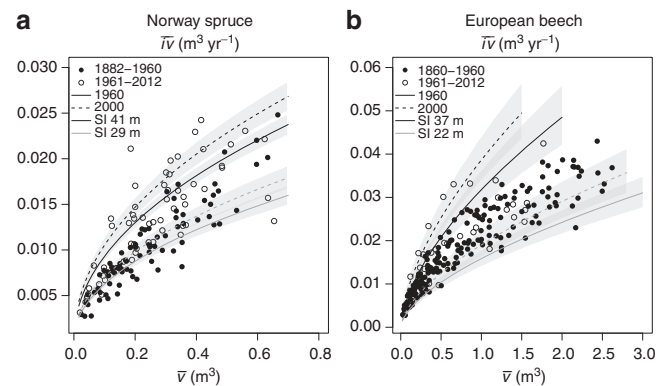 a Norway spruce
i̅v̅ (m³ yr⁻¹)
0.030
0.025
0.020
0.015
0.010
0.005
1882–1960
1961–2012
1960
2000
SI 41 m
SI 29 m
0.0 0.2 0.4 0.6 0.8
v̅ (m³)
b European beech
i̅v̅ (m³ yr⁻¹)
0.06
0.05
0.04
0.03
0.02
0.01
0.00
1860–1960
1961–2012
1960
2000
SI 37 m
SI 22 m
0.0 0.5 1.0 1.5 2.0 2.5 3.0
v̅ (m³)